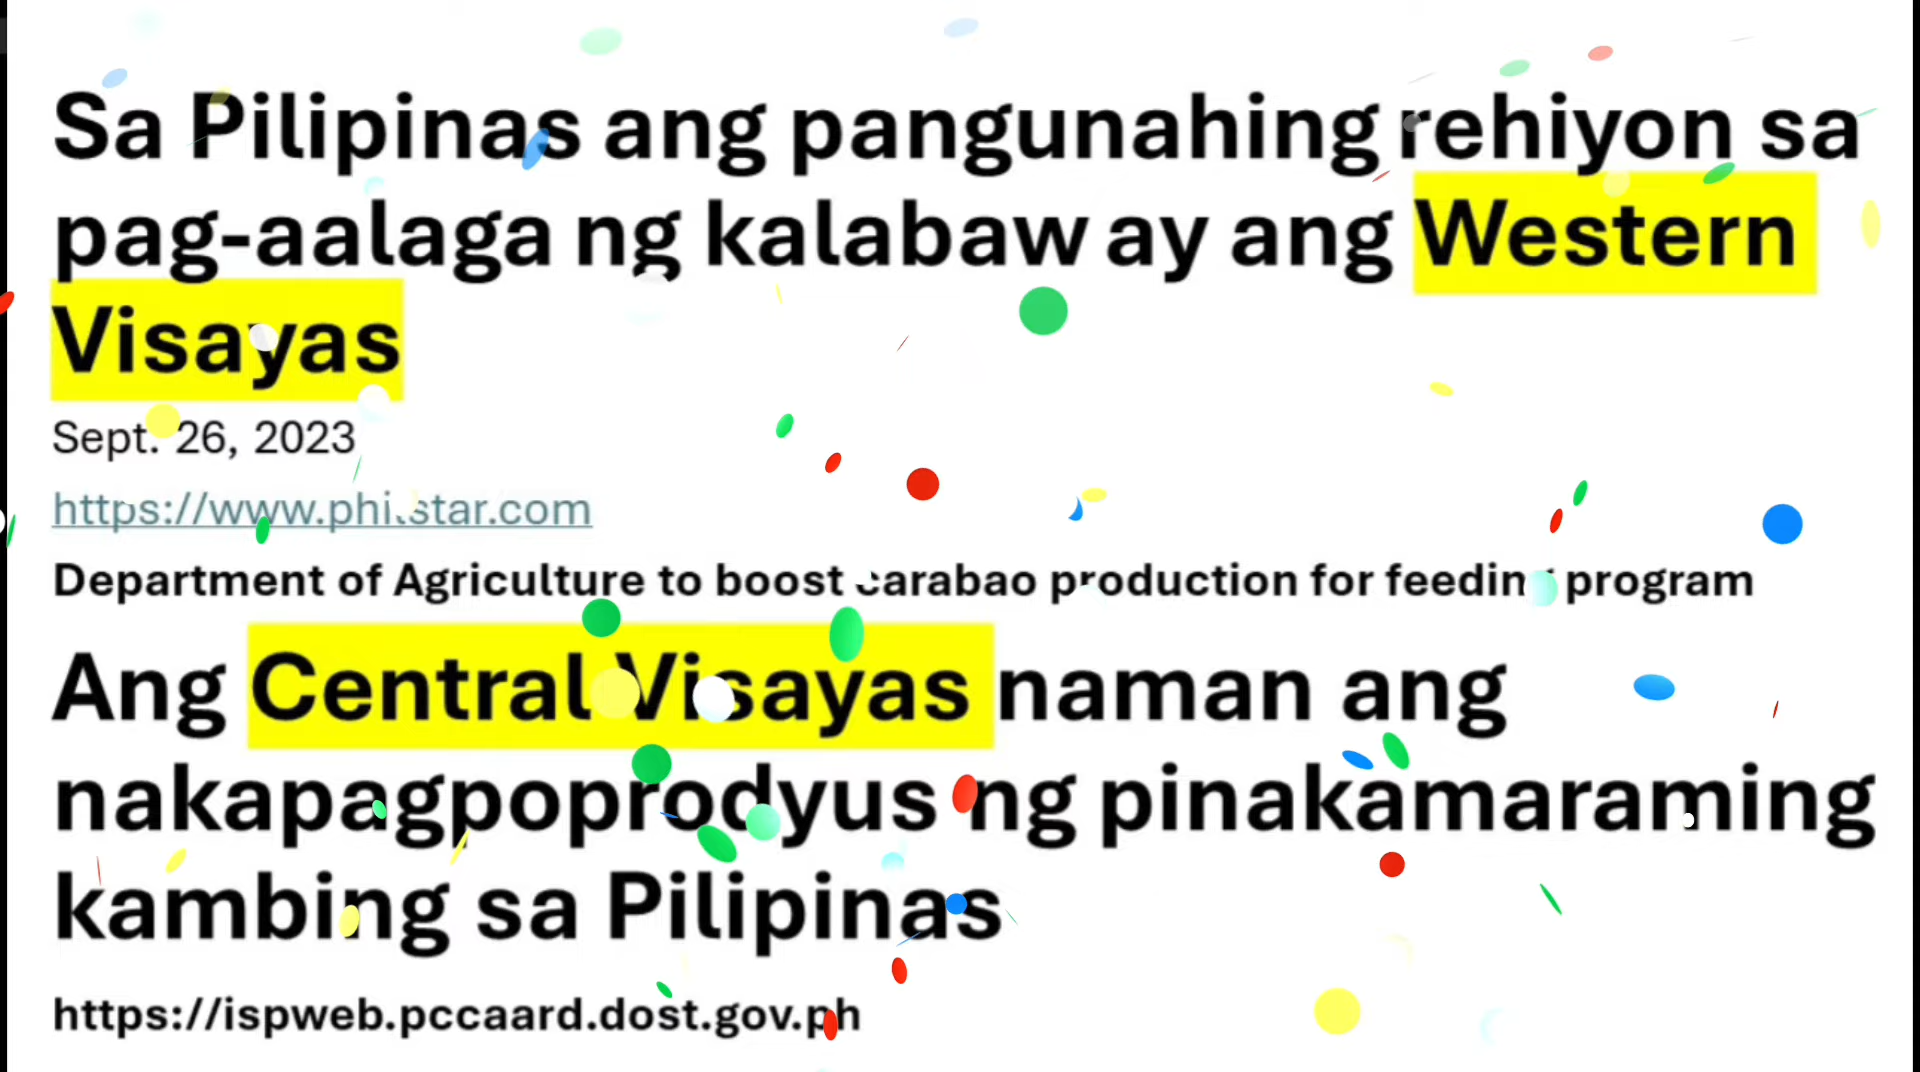 Sa Pilipinas ang pangunahing rehiyon sa
pag-aalaga ng kalabaw ay ang Western
Visayas
Sept. 26, 2023
https://www.philstar.com
Department of Agriculture to boost carabao production for feeding program
Ang Central Visayas naman ang
nakapagpoprodyus ng pinakamaraming
kambing sa Pilipinas
https://ispweb.pccaard.dost.gov.ph